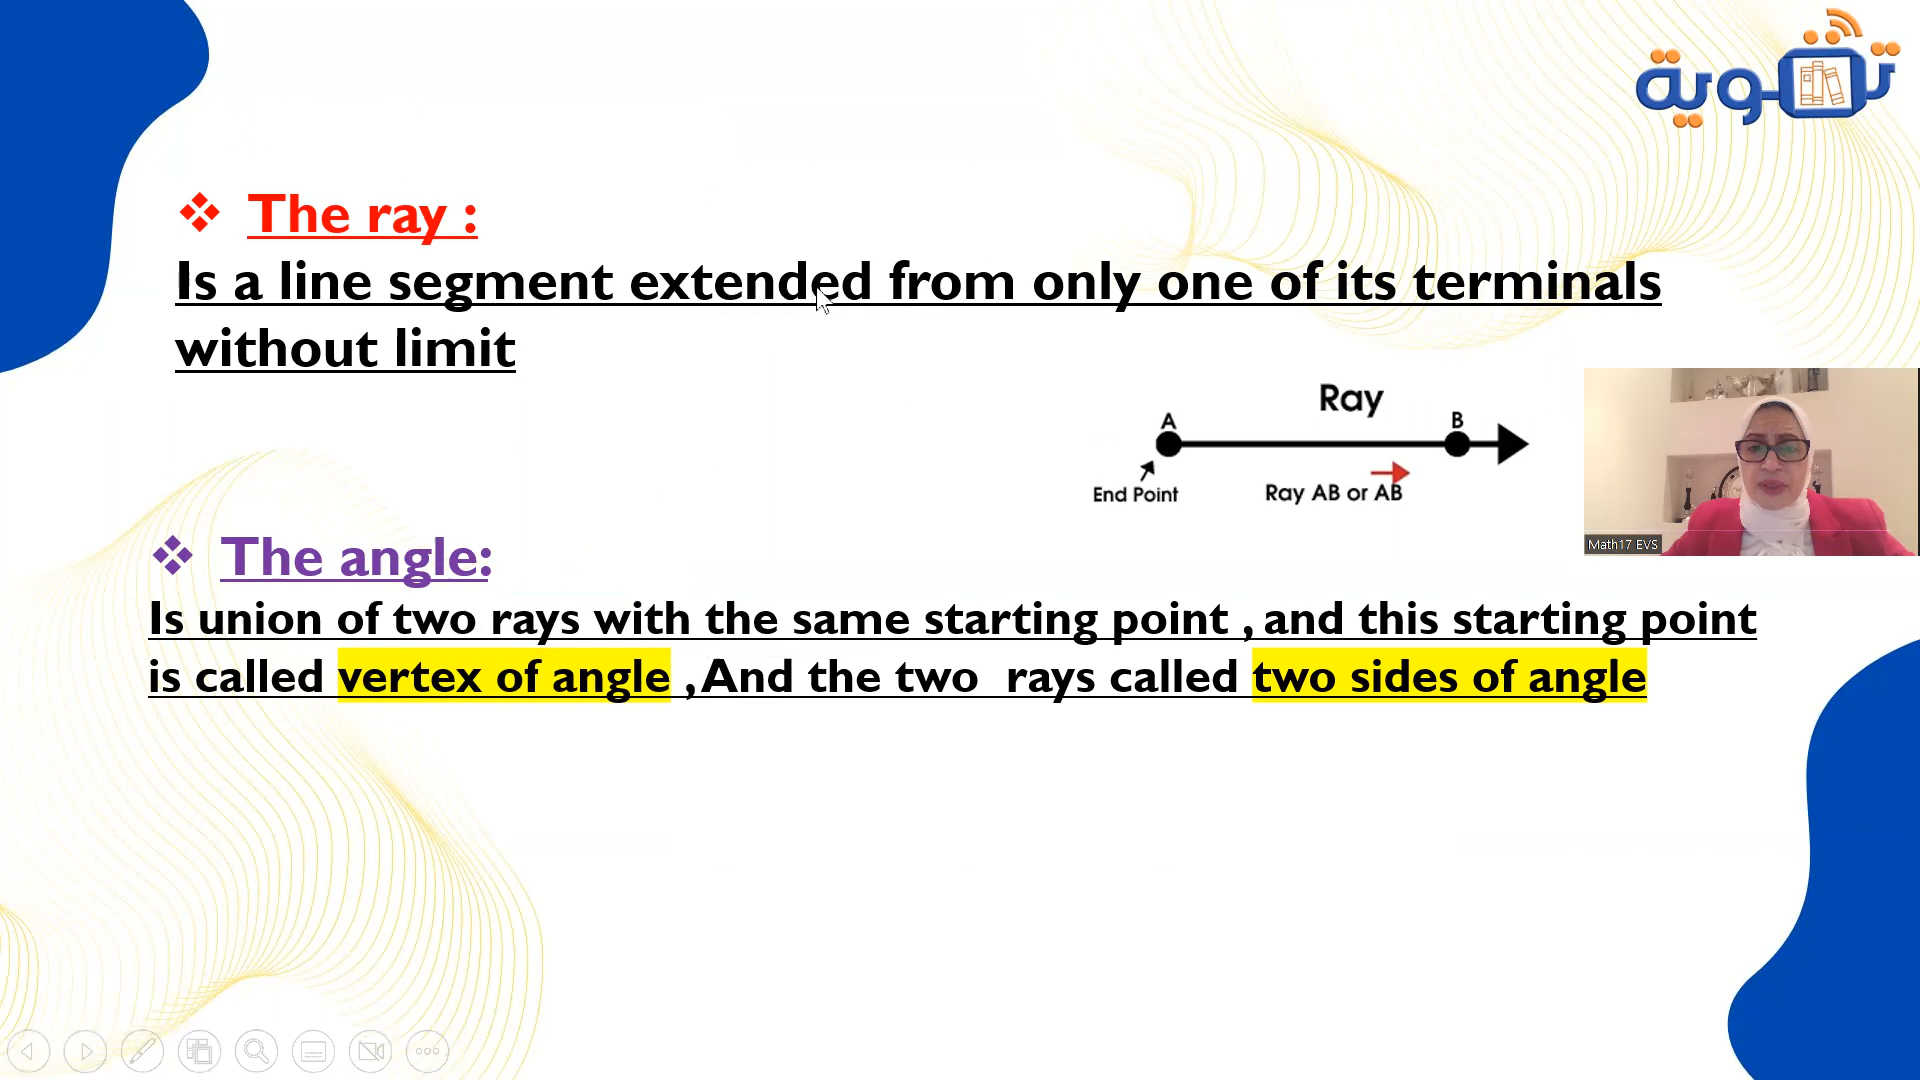 ثانوية
The ray :
Is a line segment extended from only one of its terminals
without limit
Ray
A
B
End Point
Ray AB or AB
Math17 EVS
The angle:
Is union of two rays with the same starting point , and this starting point
is called vertex of angle , And the two rays called two sides of angle